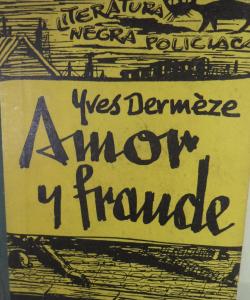 LITERATURA
NEGRA POLICIACA
Yves Dermèze
Amor
y fraude